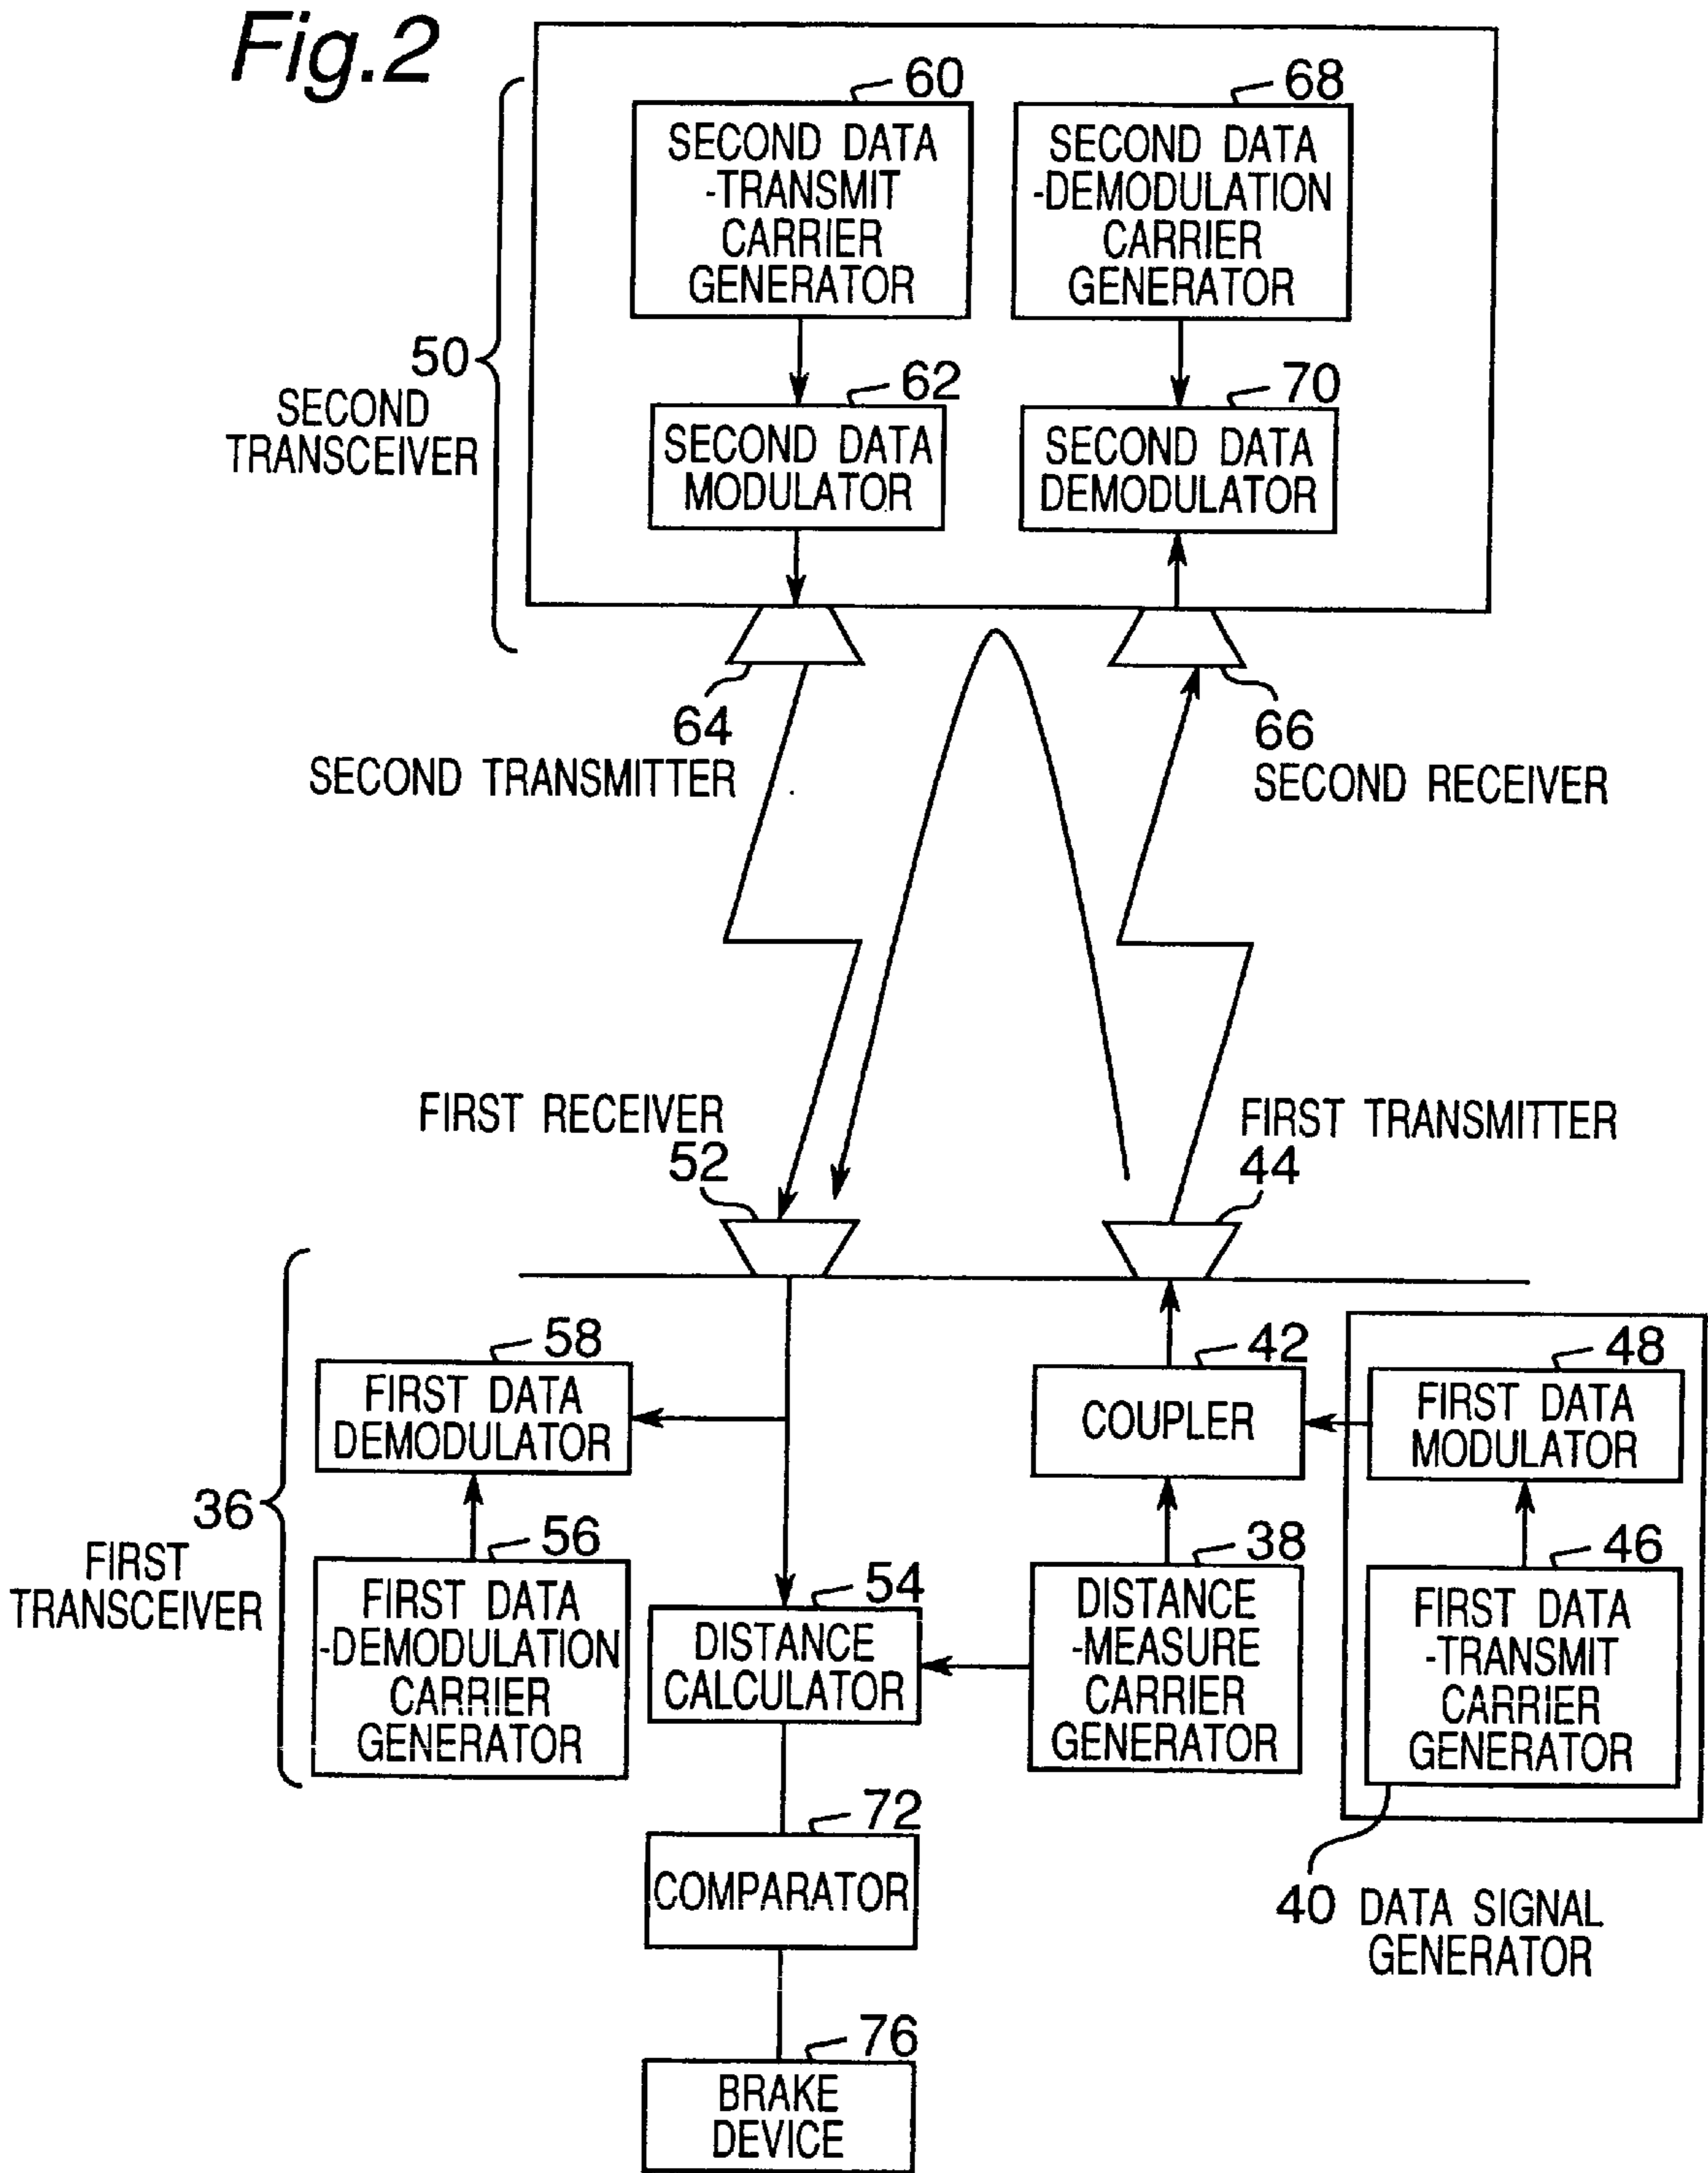 Fig.2
60
SECOND DATA
-TRANSMIT
CARRIER
GENERATOR
68
SECOND DATA
-DEMODULATION
CARRIER
GENERATOR
50
SECOND
TRANSCEIVER
62
SECOND DATA
MODULATOR
70
SECOND DATA
DEMODULATOR
64
SECOND TRANSMITTER
66
SECOND RECEIVER
FIRST RECEIVER
52
FIRST TRANSMITTER
44
36
FIRST
TRANSCEIVER
58
FIRST DATA
DEMODULATOR
42
COUPLER
48
FIRST DATA
MODULATOR
56
FIRST DATA
-DEMODULATION
CARRIER
GENERATOR
54
DISTANCE
CALCULATOR
38
DISTANCE
-MEASURE
CARRIER
GENERATOR
46
FIRST DATA
-TRANSMIT
CARRIER
GENERATOR
72
COMPARATOR
40 DATA SIGNAL
GENERATOR
76
BRAKE
DEVICE